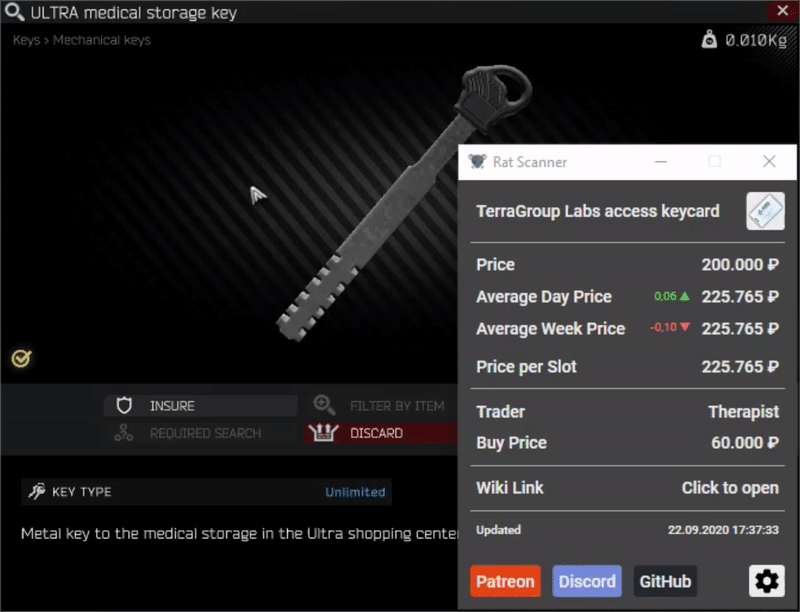 ULTRA medical storage key
Keys > Mechanical keys
0.010Kg
INSURE
FILTER BY ITEM
REQUIRED SEARCH
DISCARD
KEY TYPE
Unlimited
Metal key to the medical storage in the Ultra shopping cente
Rat Scanner
TerraGroup Labs access keycard
Price 200.000 ₽
Average Day Price 0,06 ▲ 225.765 ₽
Average Week Price -0,10 ▼ 225.765 ₽
Price per Slot 225.765 ₽
Trader Therapist
Buy Price 60.000 ₽
Wiki Link Click to open
Updated 22.09.2020 17:37:33
Patreon Discord GitHub